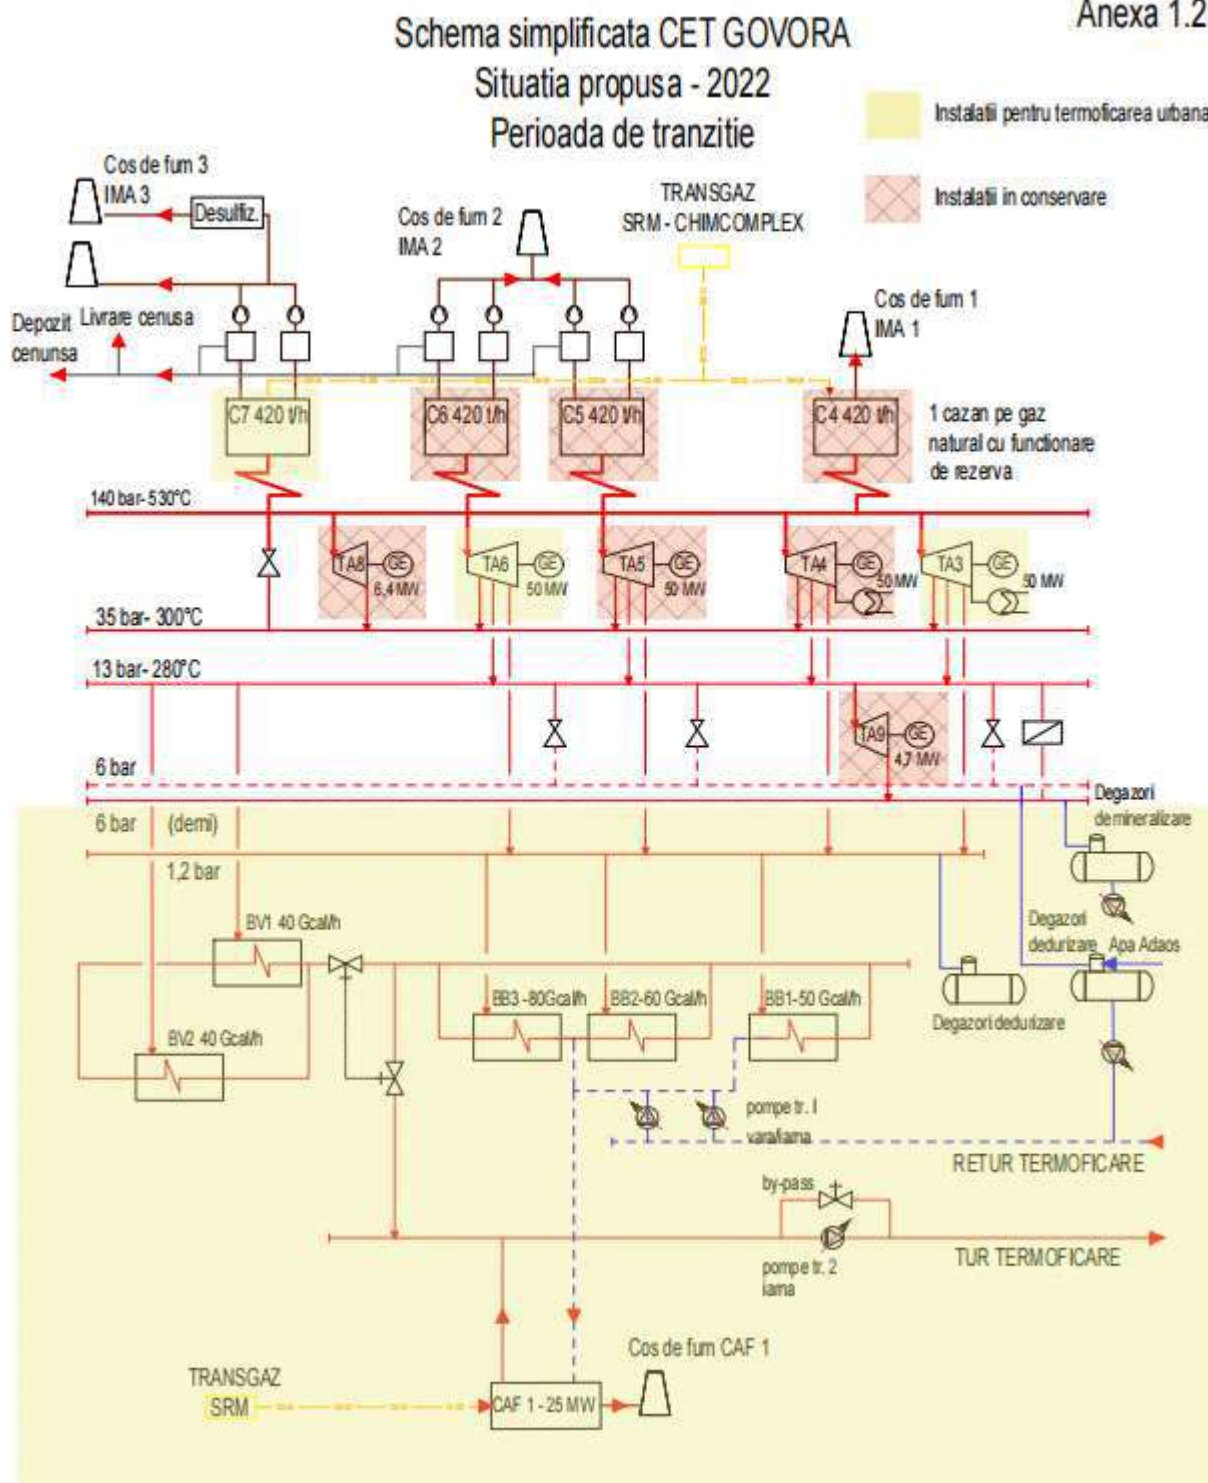 Anexa 1.2
Schema simplificata CET GOVORA
Situatia propusa - 2022
Perioada de tranzitie
Instalatii pentru termoficarea urbana
Instalatii in conservare
Cos de fum 3
IMA 3
Desulfiz.
Cos de fum 2
IMA 2
TRANSGAZ
SRM - CHIMCOMPLEX
Cos de fum 1
IMA 1
Livrare cenusa
Depozit
cenunsa
C7 420 t/h
C6 420 t/h
C5 420 t/h
C4 420 t/h
1 cazan pe gaz
natural cu functionare
de rezerva
140 bar- 530°C
TA8
GE
6,4 MW
TA6
GE
50 MW
TA5
GE
50 MW
TA4
GE
50 MW
TA3
GE
50 MW
35 bar- 300°C
13 bar- 280°C
TA9
GE
4,7 MW
6 bar
6 bar (demi)
1,2 bar
Degazori
demineralizare
BV1 40 Gcal/h
Degazori
dedurizare
Apa Adaos
BB3 -80Gcal/h
BB2-60 Gcal/h
BB1-50 Gcal/h
Degazori dedurizare
BV2 40 Gcal/h
pompe tr. I
vara/iarna
RETUR TERMOFICARE
by-pass
TUR TERMOFICARE
pompe tr. 2
iarna
Cos de fum CAF 1
TRANSGAZ
SRM
CAF 1 - 25 MW